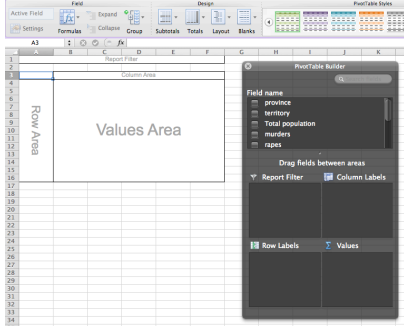 Field Design PivotTable Styles
Active Field Expand
Settings Formulas Collapse Group Subtotals Totals Layout Blanks
A3 fx
A B C D E F G H I J K
1 Report Filter
2 PivotTable Builder
3 Column Area
4
5 Field name
6 province
7 territory
8 Total population
9 murders
10 Row Area Values Area rapes
11
12
13 Drag fields between areas
14
15 Report Filter Column Labels
16
17
18
19
20
21
22
23 Row Labels Values
24
25
26
27
28
29
30
31
32
33
34